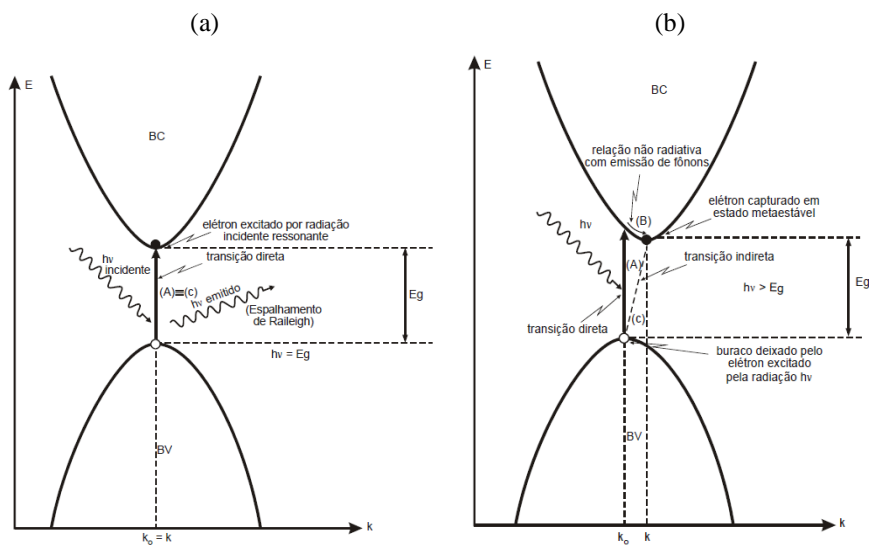 (a)
E
BC
elétron excitado por radiação
incidente ressonante
hν
incidente
transição direta
(A)≡(c)
hν emitido
(Espalhamento
de Raileigh)
Eg
hν = Eg
BV
k₀ = k
k
(b)
E
BC
relação não radiativa
com emissão de fônons
hν
(B)
elétron capturado em
estado metaestável
(A)
transição indireta
hν > Eg
Eg
transição direta
(c)
buraco deixado pelo
elétron excitado
pela radiação hν
BV
k₀
k
k